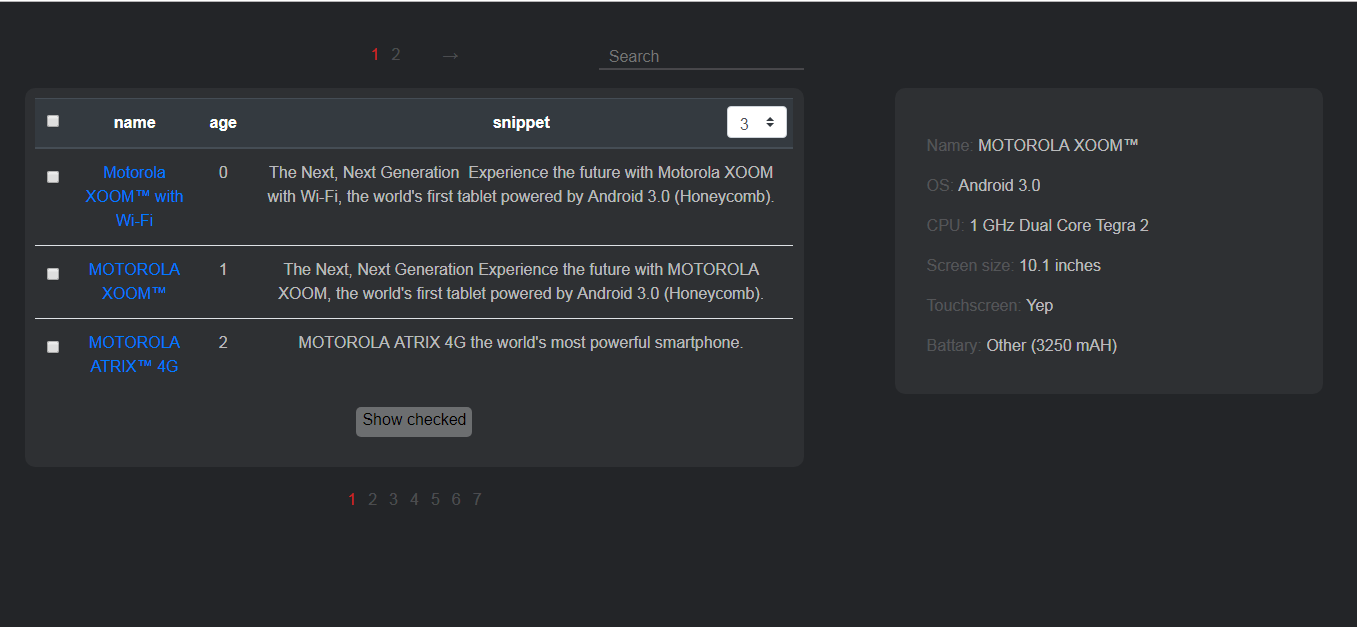 1 2 →
Search
name age snippet 3
Motorola XOOM™ with Wi-Fi 0 The Next, Next Generation  Experience the future with Motorola XOOM with Wi-Fi, the world's first tablet powered by Android 3.0 (Honeycomb).
MOTOROLA XOOM™ 1 The Next, Next Generation Experience the future with MOTOROLA XOOM, the world's first tablet powered by Android 3.0 (Honeycomb).
MOTOROLA ATRIX™ 4G 2 MOTOROLA ATRIX 4G the world's most powerful smartphone.
Show checked
1 2 3 4 5 6 7
Name: MOTOROLA XOOM™
OS: Android 3.0
CPU: 1 GHz Dual Core Tegra 2
Screen size: 10.1 inches
Touchscreen: Yep
Battary: Other (3250 mAH)